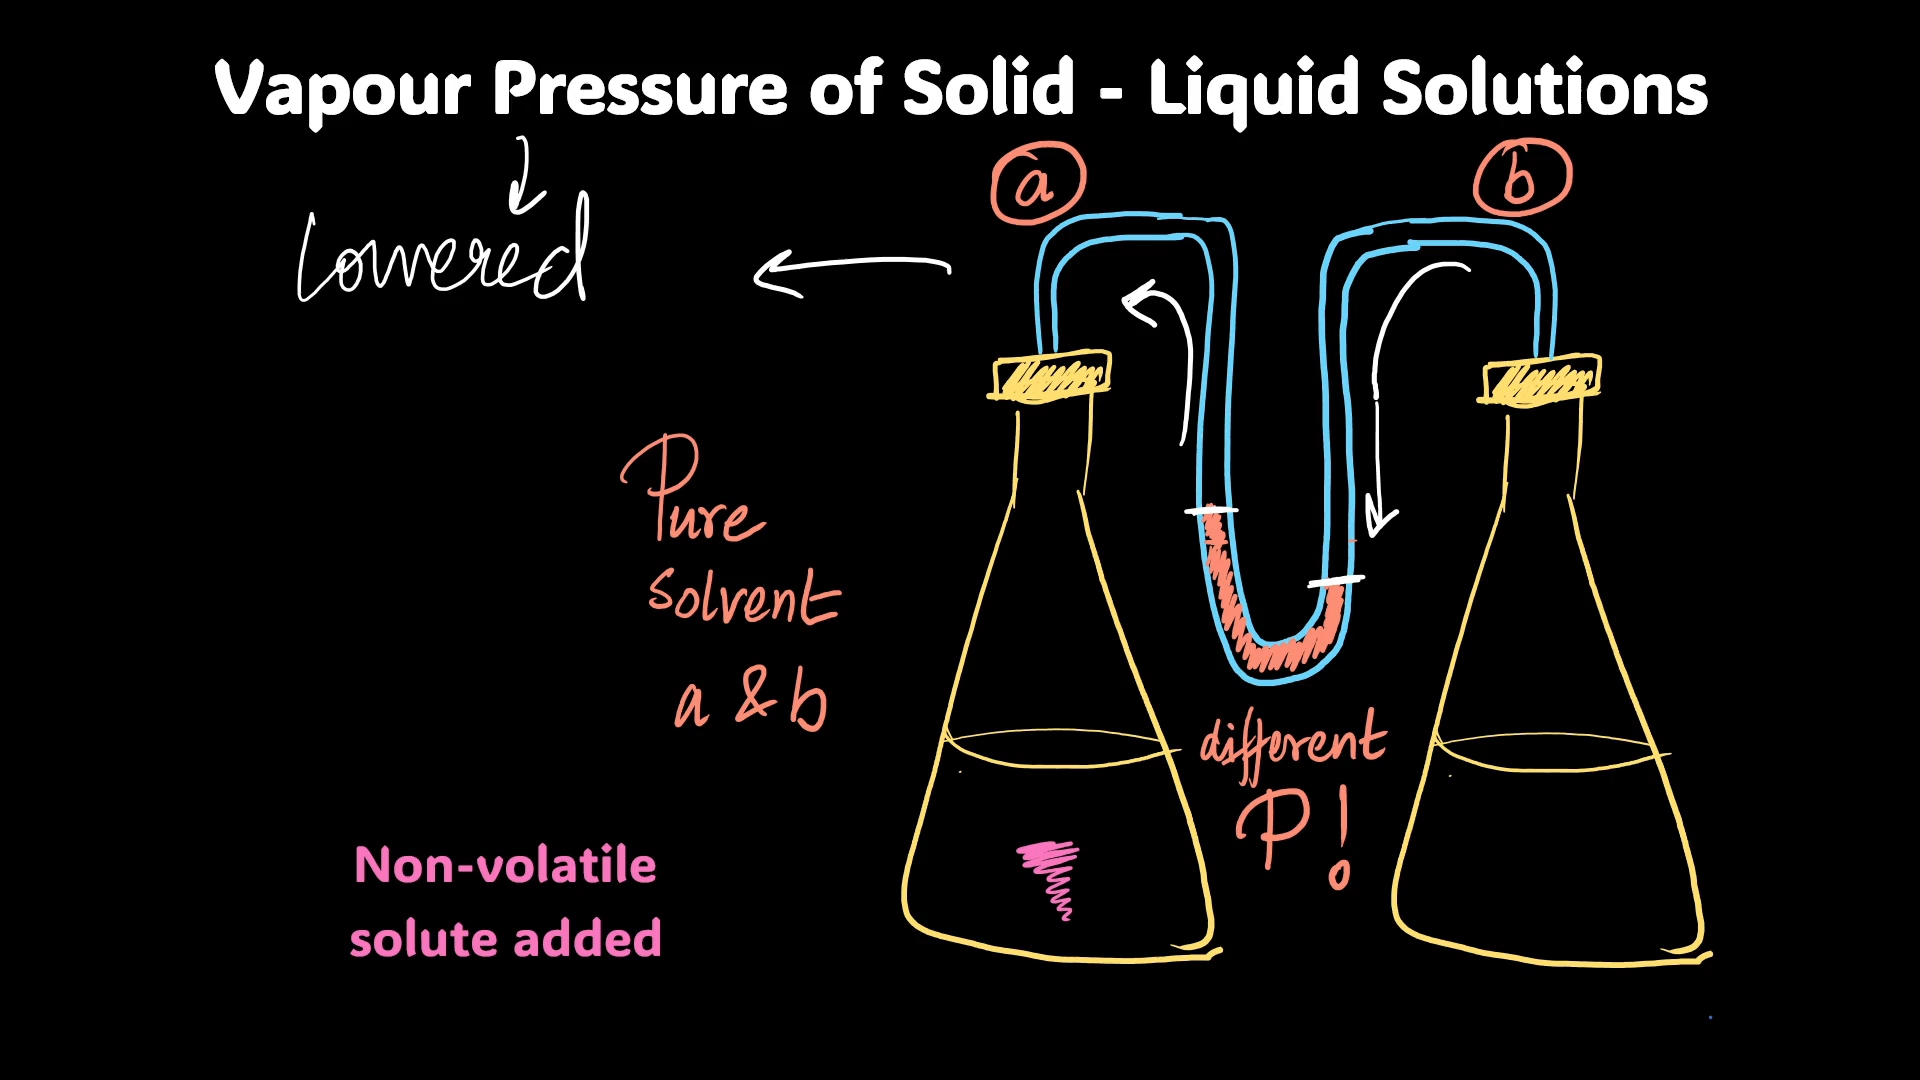 Vapour Pressure of Solid - Liquid Solutions
a
b
Lowered
Pure
Solvent
a & b
different
P!
Non-volatile
solute added